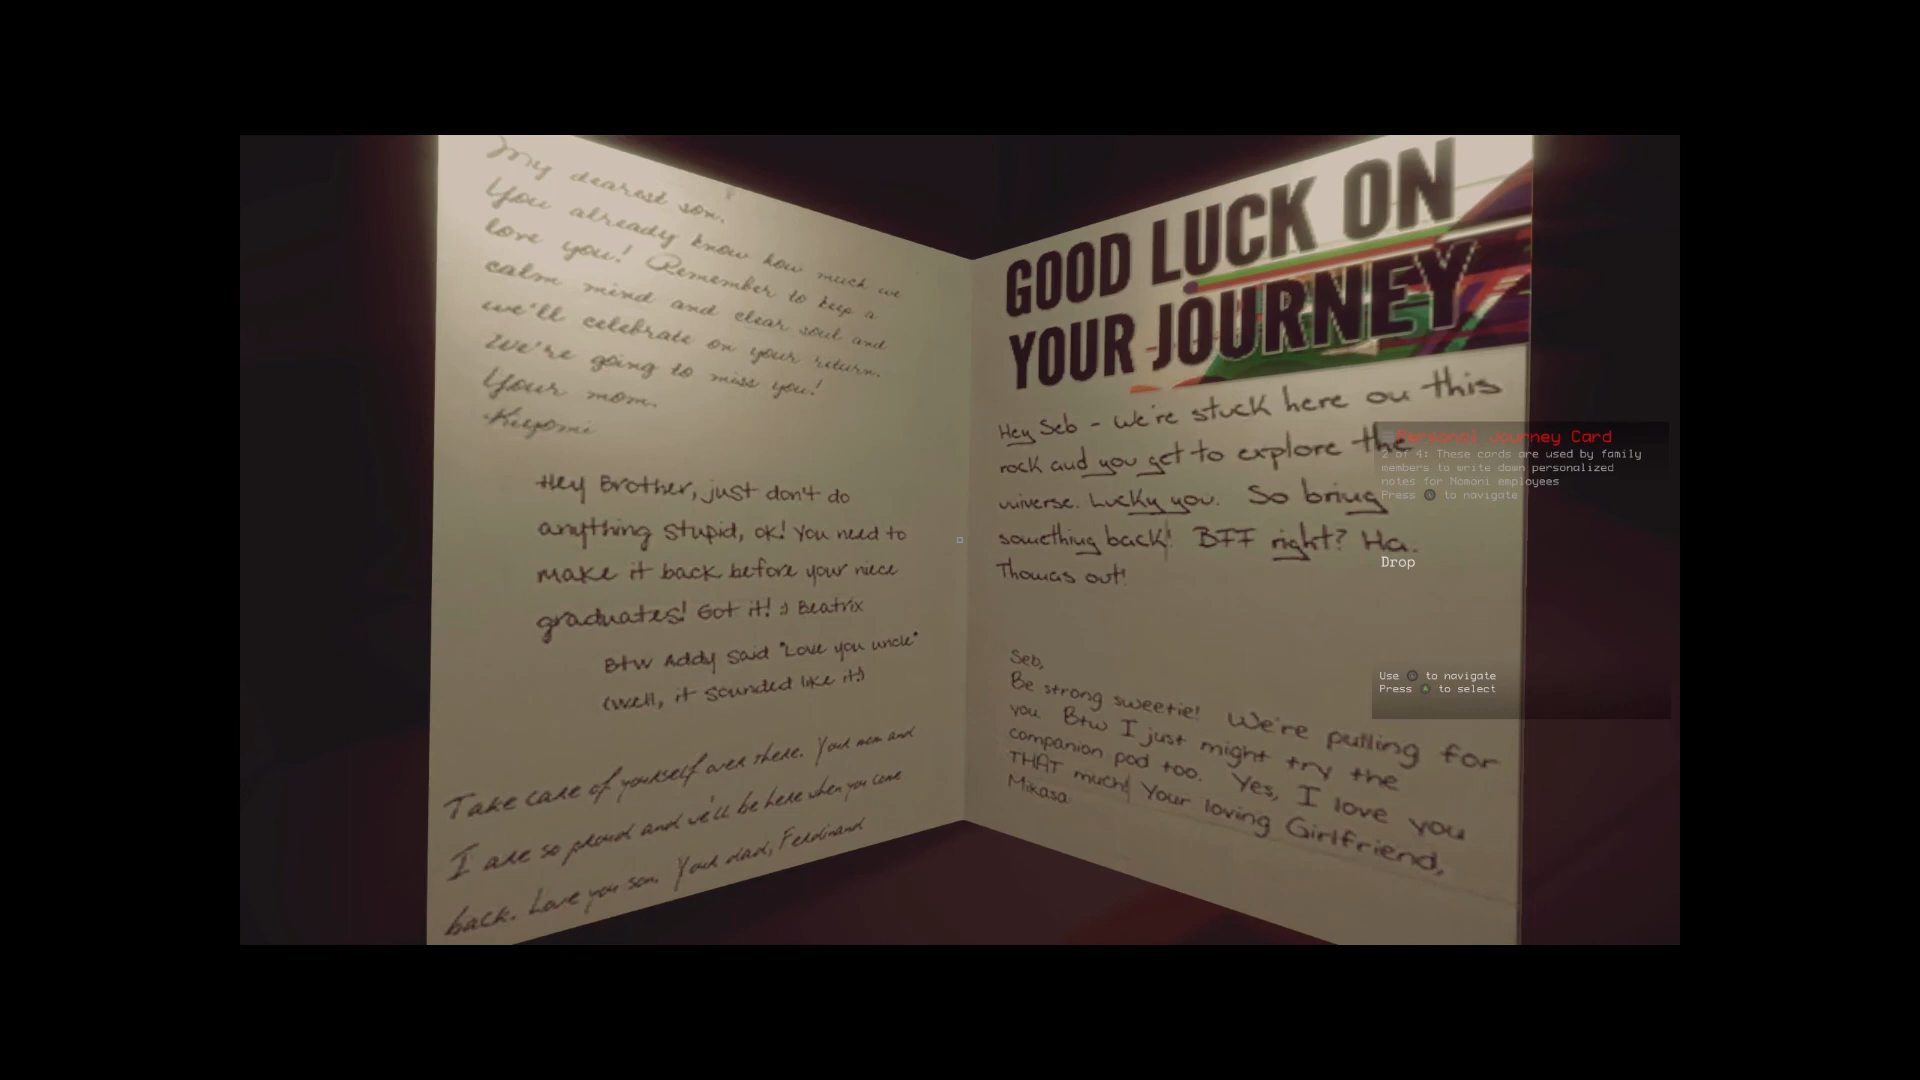 My dearest son.
You already know how much we
love you! Remember to keep a
calm mind and clear soul and
we'll celebrate on your return.
We're going to miss you!
Your mom.
-Kiyomi
Hey Brother, just don't do
anything stupid, ok! You need to
make it back before your niece
graduates! Got it! :) Beatrix
Btw Addy said "Love you uncle"
(well, it sounded like it:)
Take care of yourself over there. Your mom and
I are so proud and we'll be here when you come
back. Love you son. Your dad, Ferdinand
GOOD LUCK ON
YOUR JOURNEY
Hey Seb - We're stuck here on this
rock and you get to explore the
universe. Lucky you. So bring
something back! BFF right? Ha.
Thomas out!
Seb,
Be strong sweetie! We're pulling for
you. Btw I just might try the
companion pod too. Yes, I love you
THAT much! Your loving Girlfriend,
Mikasa
Personal Journey Card
2 of 4: These cards are used by family
members to write down personalized
notes for Nomoni employees
Press to navigate
Drop
Use to navigate
Press to select